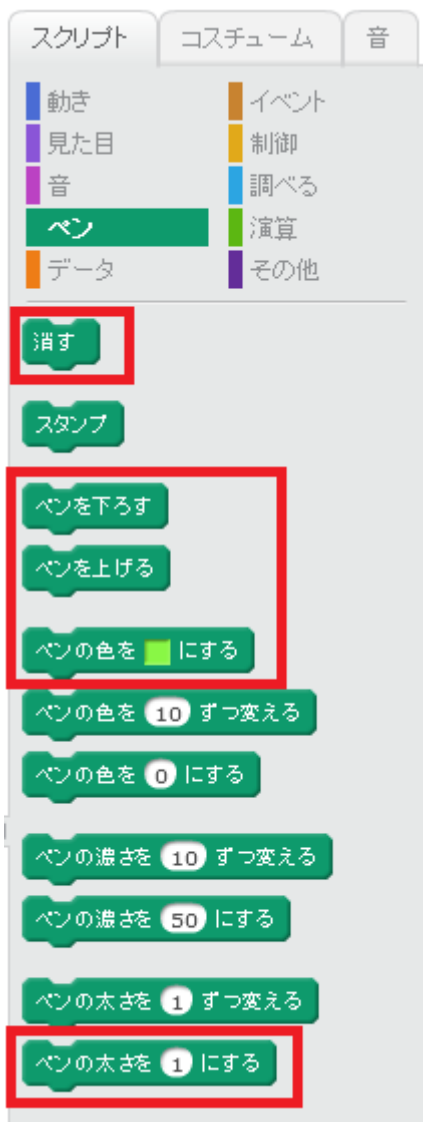 スクリプト コスチューム 音
動き イベント
見た目 制御
音 調べる
ペン 演算
データ その他
消す
スタンプ
ペンを下ろす
ペンを上げる
ペンの色を にする
ペンの色を 10 ずつ変える
ペンの色を 0 にする
ペンの濃さを 10 ずつ変える
ペンの濃さを 50 にする
ペンの太さを 1 ずつ変える
ペンの太さを 1 にする